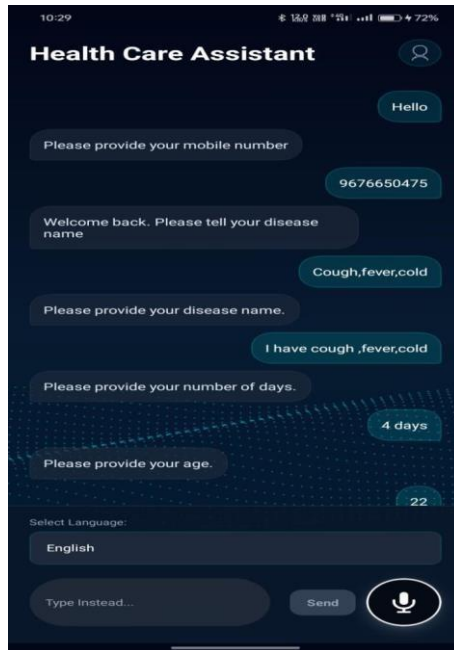 10:29
72%
Health Care Assistant
Hello
Please provide your mobile number
9676650475
Welcome back. Please tell your disease
name
Cough,fever,cold
Please provide your disease name.
I have cough ,fever,cold
Please provide your number of days.
4 days
Please provide your age.
22
Select Language:
English
Type Instead...
Send